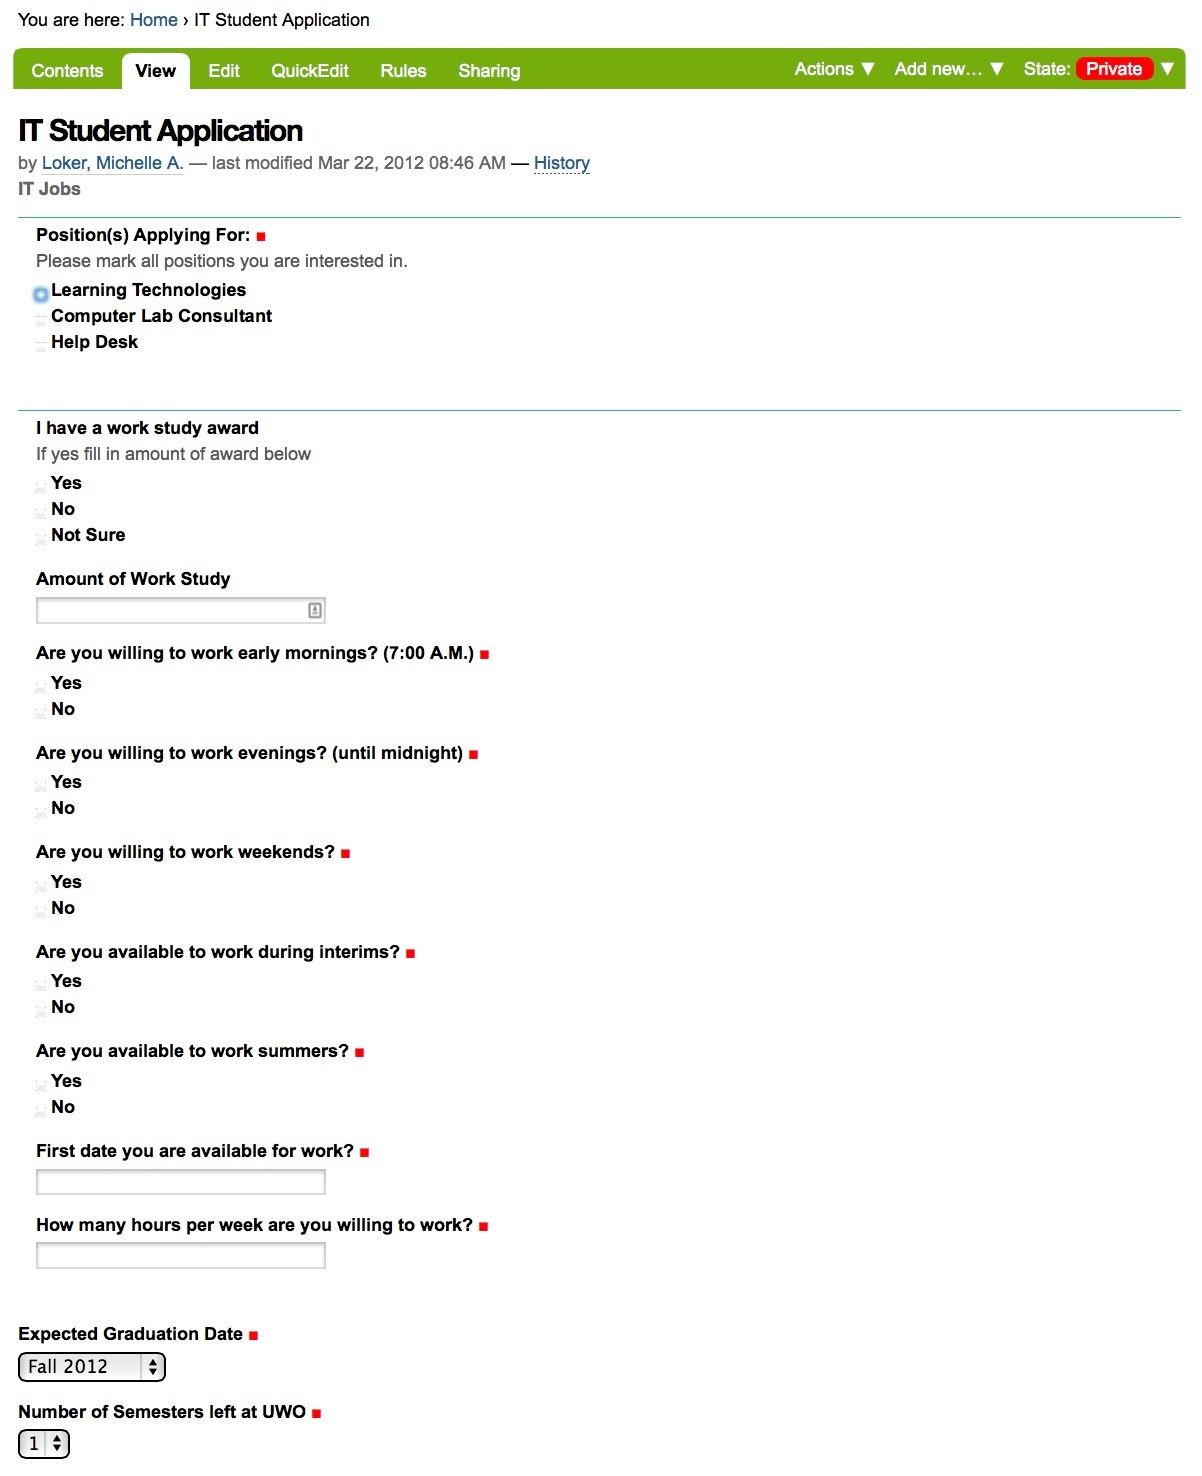 You are here: Home › IT Student Application
Contents View Edit QuickEdit Rules Sharing Actions ▼ Add new... ▼ State: Private ▼
IT Student Application
by Loker, Michelle A. — last modified Mar 22, 2012 08:46 AM — History
IT Jobs
Position(s) Applying For:
Please mark all positions you are interested in.
Learning Technologies
Computer Lab Consultant
Help Desk
I have a work study award
If yes fill in amount of award below
Yes
No
Not Sure
Amount of Work Study
Are you willing to work early mornings? (7:00 A.M.)
Yes
No
Are you willing to work evenings? (until midnight)
Yes
No
Are you willing to work weekends?
Yes
No
Are you available to work during interims?
Yes
No
Are you available to work summers?
Yes
No
First date you are available for work?
How many hours per week are you willing to work?
Expected Graduation Date
Fall 2012
Number of Semesters left at UWO
1